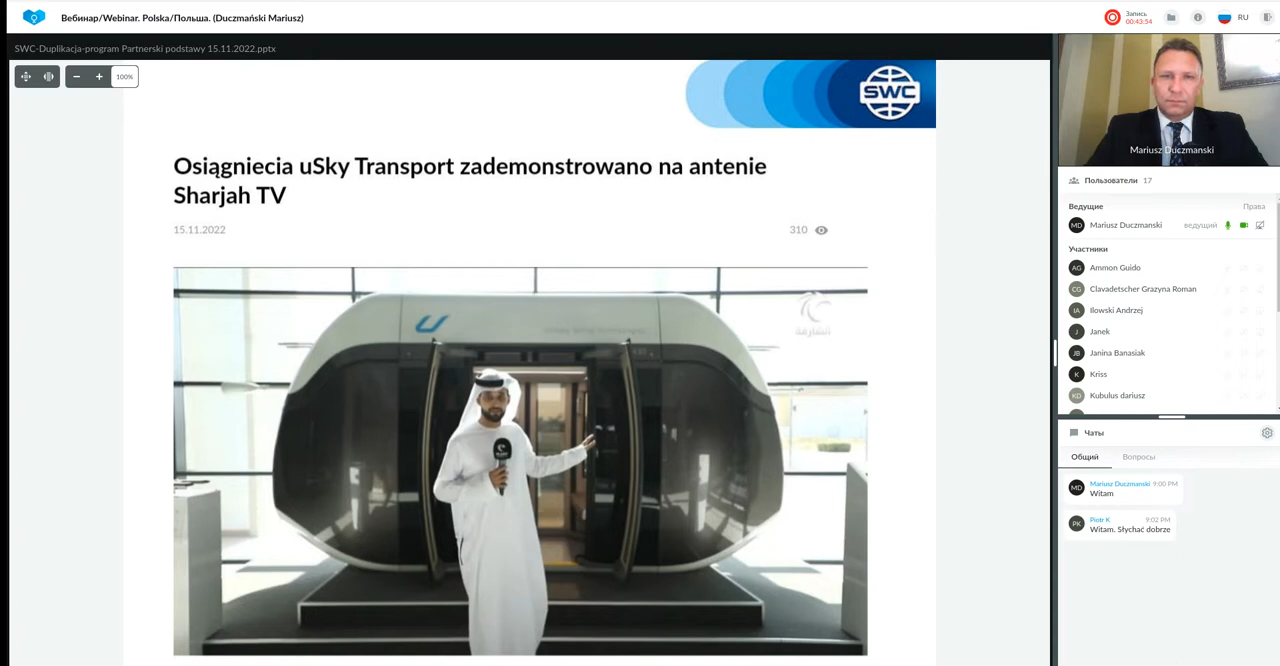 Вебинар/Webinar. Polska/Польша. (Duczmański Mariusz)
Запись
00:43:54
RU
SWC-Duplikacja-program Partnerski podstawy 15.11.2022.pptx
100%
SWC
Osiągniecia uSky Transport zademonstrowano na antenie
Sharjah TV
15.11.2022
310
الشارقة
Mariusz Duczmanski
Пользователи 17
Ведущие
Права
MD Mariusz Duczmanski ведущий
Участники
AG Ammon Guido
CG Clavadetscher Grazyna Roman
IA Ilowski Andrzej
J Janek
JB Janina Banasiak
K Kriss
KD Kubulus dariusz
Чаты
Общий Вопросы
MD Mariusz Duczmanski 9:00 PM
Witam
PK Piotr K 9:02 PM
Witam. Słychać dobrze